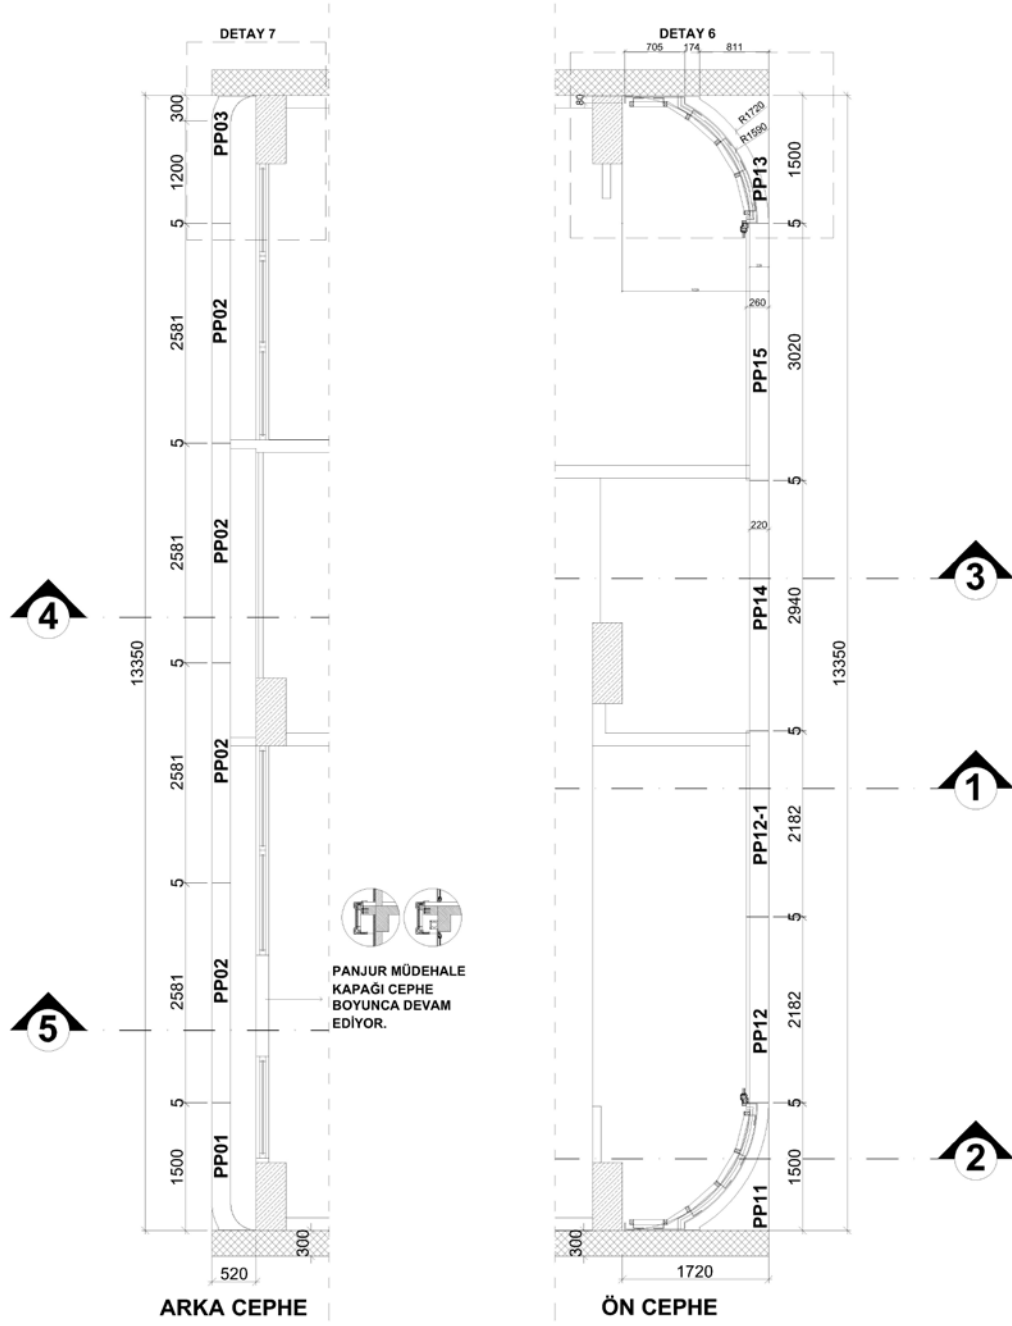 DETAY 7
DETAY 6
705
174
811
300
PP03
1200
5
80
R1720
R1590
PP13
1500
5
2581
PP02
260
PP15
3020
5
5
2581
PP02
220
PP14
2940
3
4
13350
5
13350
5
2581
PP02
1
PP12-1
2182
5
5
2581
PP02
PANJUR MÜDEHALE
KAPAĞI CEPHE
BOYUNCA DEVAM
EDİYOR.
PP12
2182
5
5
5
1500
PP01
PP11
1500
2
300
300
520
1720
ARKA CEPHE
ÖN CEPHE